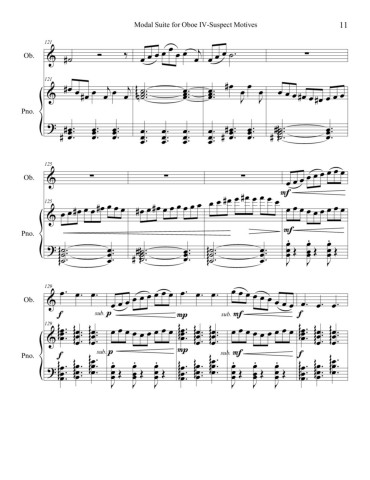 Modal Suite for Oboe IV-Suspect Motives 11
121
Ob.
121
Pno.
125
Ob.
mf
125
mf
Pno.
128
Ob.
f sub. p mp sub. mf f
128
Pno.
f sub. p mp sub. mf f